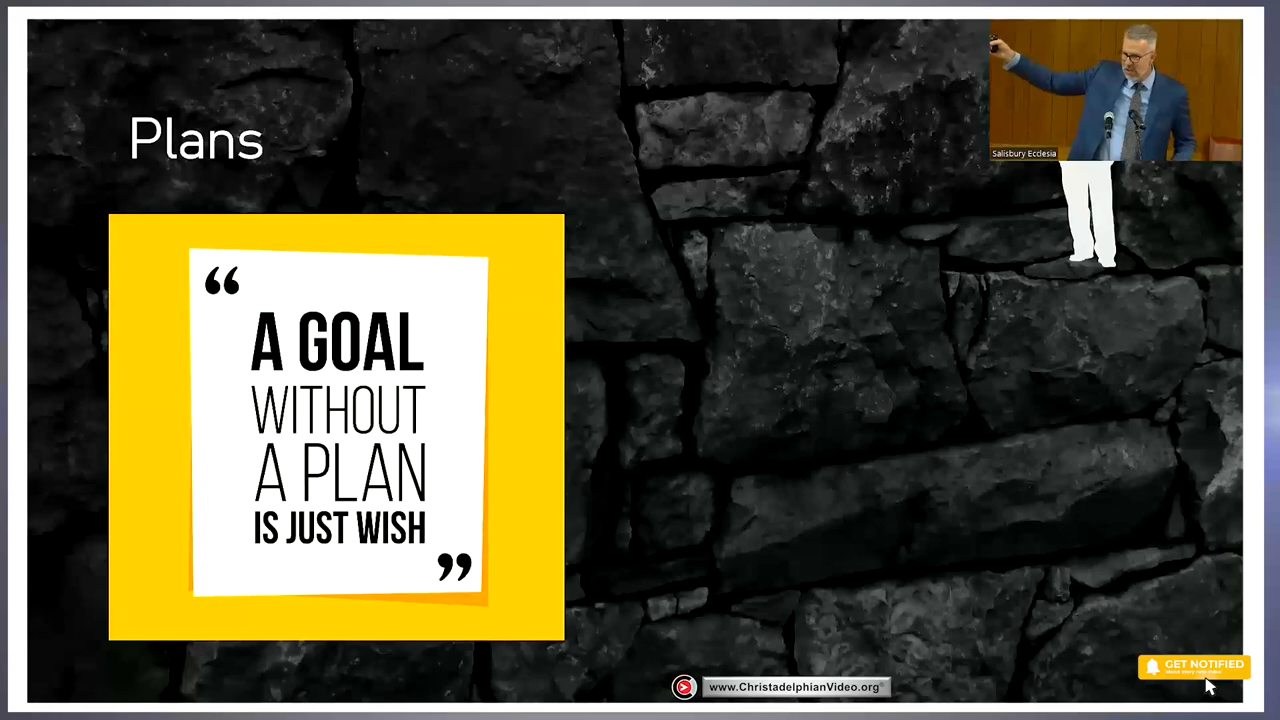 Plans
Salisbury Ecclesia
“
A GOAL
WITHOUT
A PLAN
IS JUST WISH
”
GET NOTIFIED
www.ChristadelphianVideo.org